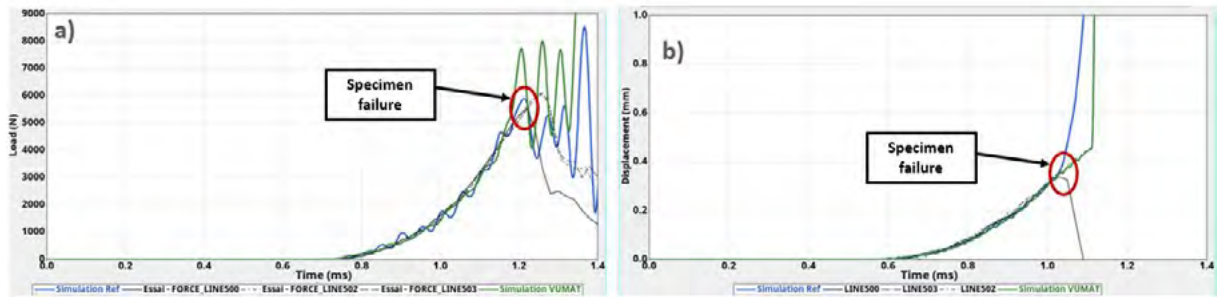 a)
9000
8000
7000
6000
5000
4000
3000
2000
1000
0
Load (N)
Specimen
failure
0.0 0.2 0.4 0.6 0.8 1.0 1.2 1.4
Time (ms)
Simulation Ref Essai - FORCE_LINE500 Essai - FORCE_LINE502 Essai - FORCE_LINE503 Simulation VUMAT
b)
1.0
0.8
0.6
0.4
0.2
0.0
Displacement (mm)
Specimen
failure
0.0 0.2 0.4 0.6 0.8 1.0 1.2 1.4
Time (ms)
Simulation Ref LINE500 LINE503 LINE502 Simulation VUMAT